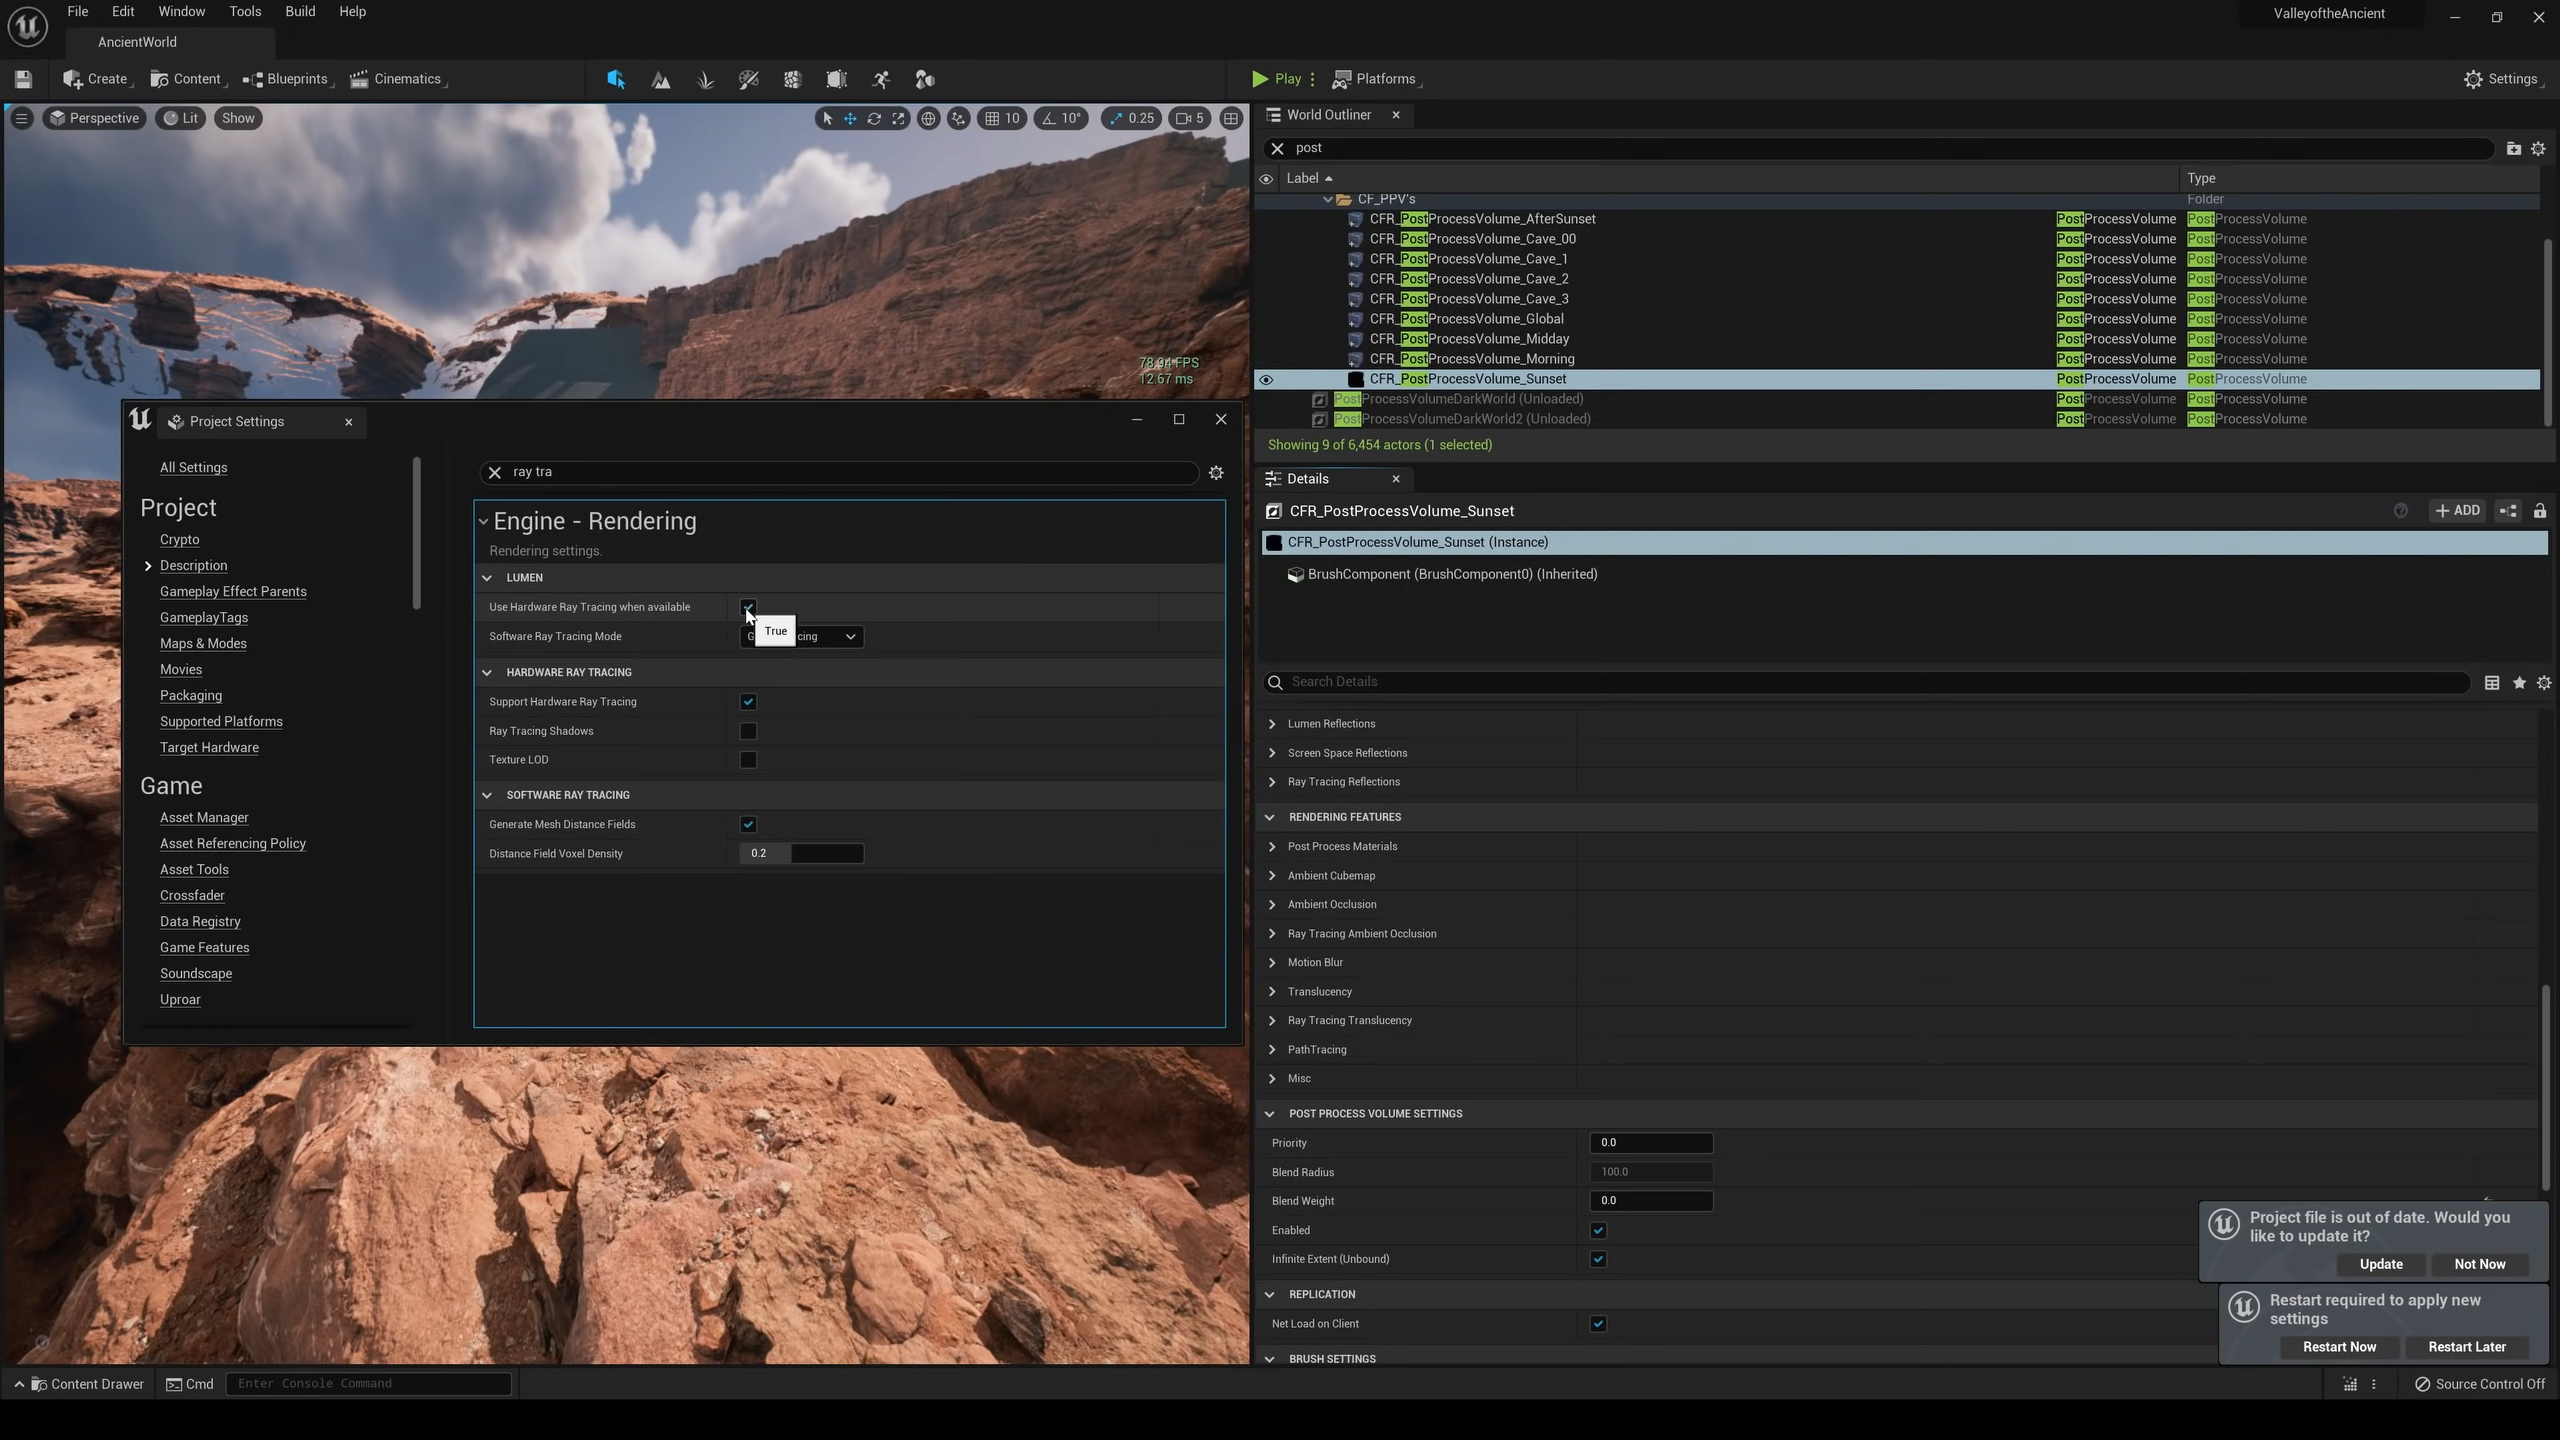 File Edit Window Tools Build Help
ValleyoftheAncient
AncientWorld
Create Content Blueprints Cinematics
Play Platforms
Settings
Perspective Lit Show
10 10° 0.25 5
78.94 FPS
12.67 ms
World Outliner
post
Label Type
CF_PPV's Folder
CFR_PostProcessVolume_AfterSunset PostProcessVolume PostProcessVolume
CFR_PostProcessVolume_Cave_00 PostProcessVolume PostProcessVolume
CFR_PostProcessVolume_Cave_1 PostProcessVolume PostProcessVolume
CFR_PostProcessVolume_Cave_2 PostProcessVolume PostProcessVolume
CFR_PostProcessVolume_Cave_3 PostProcessVolume PostProcessVolume
CFR_PostProcessVolume_Global PostProcessVolume PostProcessVolume
CFR_PostProcessVolume_Midday PostProcessVolume PostProcessVolume
CFR_PostProcessVolume_Morning PostProcessVolume PostProcessVolume
CFR_PostProcessVolume_Sunset PostProcessVolume PostProcessVolume
PostProcessVolumeDarkWorld (Unloaded) PostProcessVolume PostProcessVolume
PostProcessVolumeDarkWorld2 (Unloaded) PostProcessVolume PostProcessVolume
Showing 9 of 6,454 actors (1 selected)
Project Settings
All Settings
Project
Crypto
Description
Gameplay Effect Parents
GameplayTags
Maps & Modes
Movies
Packaging
Supported Platforms
Target Hardware
Game
Asset Manager
Asset Referencing Policy
Asset Tools
Crossfader
Data Registry
Game Features
Soundscape
Uproar
ray tra
Engine - Rendering
Rendering settings.
LUMEN
Use Hardware Ray Tracing when available
True
Software Ray Tracing Mode G cing
HARDWARE RAY TRACING
Support Hardware Ray Tracing
Ray Tracing Shadows
Texture LOD
SOFTWARE RAY TRACING
Generate Mesh Distance Fields
Distance Field Voxel Density 0.2
Details
CFR_PostProcessVolume_Sunset
ADD
CFR_PostProcessVolume_Sunset (Instance)
BrushComponent (BrushComponent0) (Inherited)
Search Details
Lumen Reflections
Screen Space Reflections
Ray Tracing Reflections
RENDERING FEATURES
Post Process Materials
Ambient Cubemap
Ambient Occlusion
Ray Tracing Ambient Occlusion
Motion Blur
Translucency
Ray Tracing Translucency
PathTracing
Misc
POST PROCESS VOLUME SETTINGS
Priority 0.0
Blend Radius 100.0
Blend Weight 0.0
Enabled
Infinite Extent (Unbound)
REPLICATION
Net Load on Client
BRUSH SETTINGS
Project file is out of date. Would you
like to update it?
Update Not Now
Restart required to apply new
settings
Restart Now Restart Later
Content Drawer Cmd Enter Console Command
Source Control Off